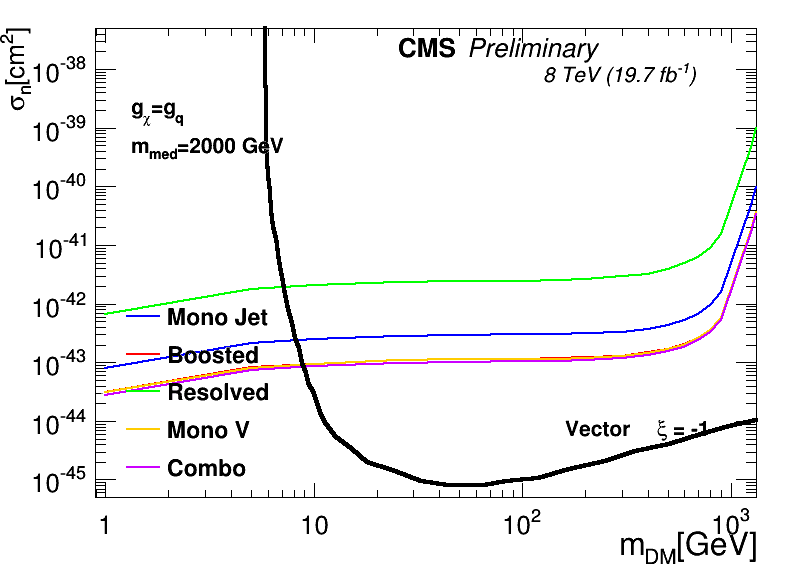 CMS Preliminary
8 TeV (19.7 fb⁻¹)
σₙ[cm²]
10⁻³⁸
10⁻³⁹
10⁻⁴⁰
10⁻⁴¹
10⁻⁴²
10⁻⁴³
10⁻⁴⁴
10⁻⁴⁵
g_χ=g_q
m_med=2000 GeV
Mono Jet
Boosted
Resolved
Mono V
Combo
Vector ξ = -1
1 10 10² 10³
m_DM[GeV]